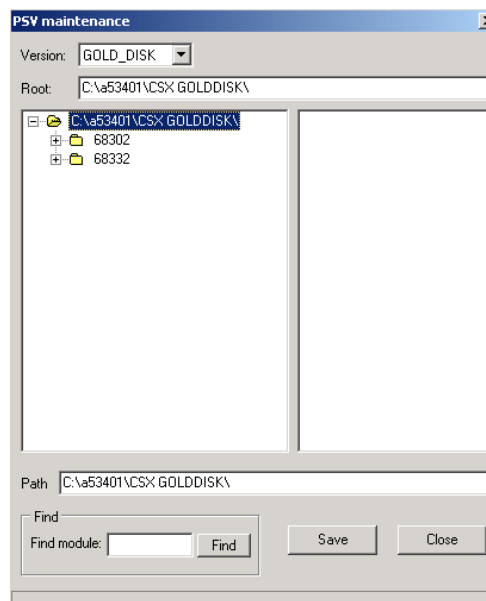 PSV maintenance
Version: GOLD_DISK
Root: C:\a53401\CSX GOLDDISK\
C:\a53401\CSX GOLDDISK\
68302
68332
Path C:\a53401\CSX GOLDDISK\
Find
Find module: Find Save Close